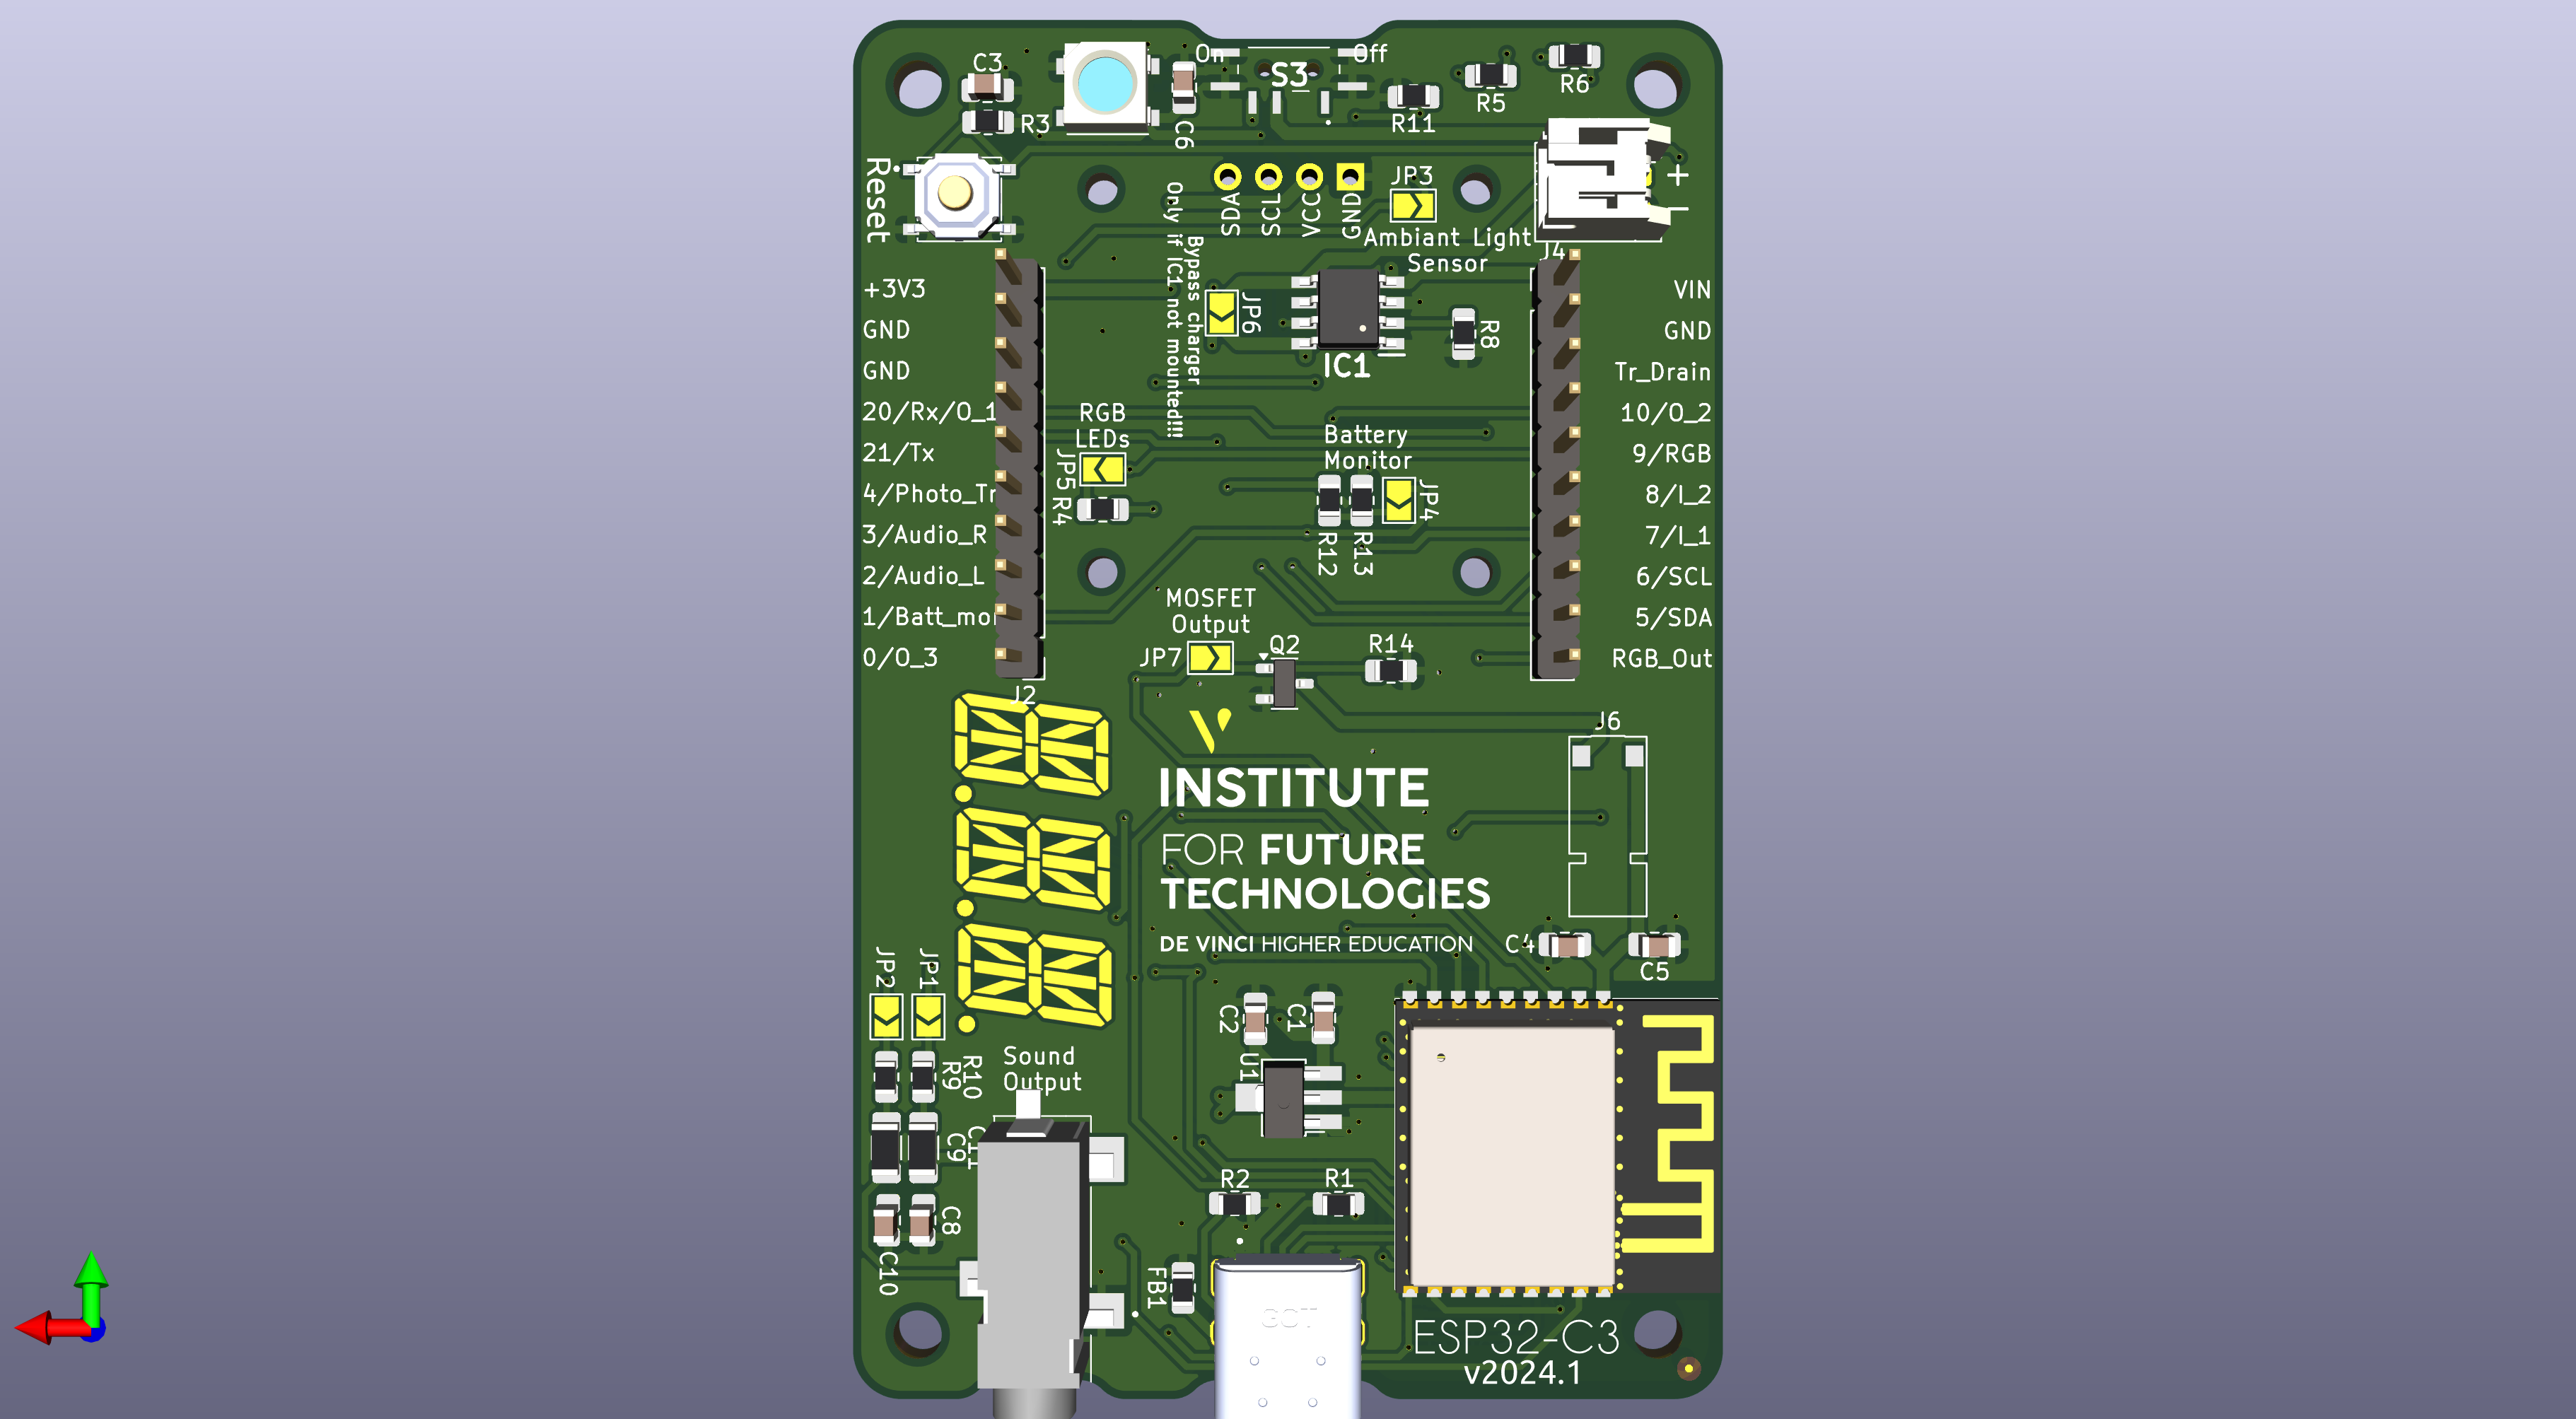 On
Off
C3
S3
R6
R5
R3
C6
R11
Reset
+
-
JP3
SDA
SCL
VCC
GND
Ambiant Light
Sensor
J4
Bypass charger
Only if IC1 not mounted!!!
JP6
IC1
R8
+3V3
GND
GND
20/Rx/O_1
21/Tx
4/Photo_Tr
3/Audio_R
2/Audio_L
0/O_3
VIN
GND
Tr_Drain
10/O_2
9/RGB
8/I_2
7/I_1
6/SCL
5/SDA
RGB_Out
RGB
LEDs
JP5
R4
Battery
Monitor
JP4
R12
R13
MOSFET
Output
JP7
Q2
R14
J2
J6
INSTITUTE
FOR FUTURE
TECHNOLOGIES
DE VINCI HIGHER EDUCATION
C4
C5
JP2
JP1
C2
C1
U1
Sound
Output
R9
R10
C9
C8
C10
R2
R1
FB1
GCT
ESP32-C3
v2024.1